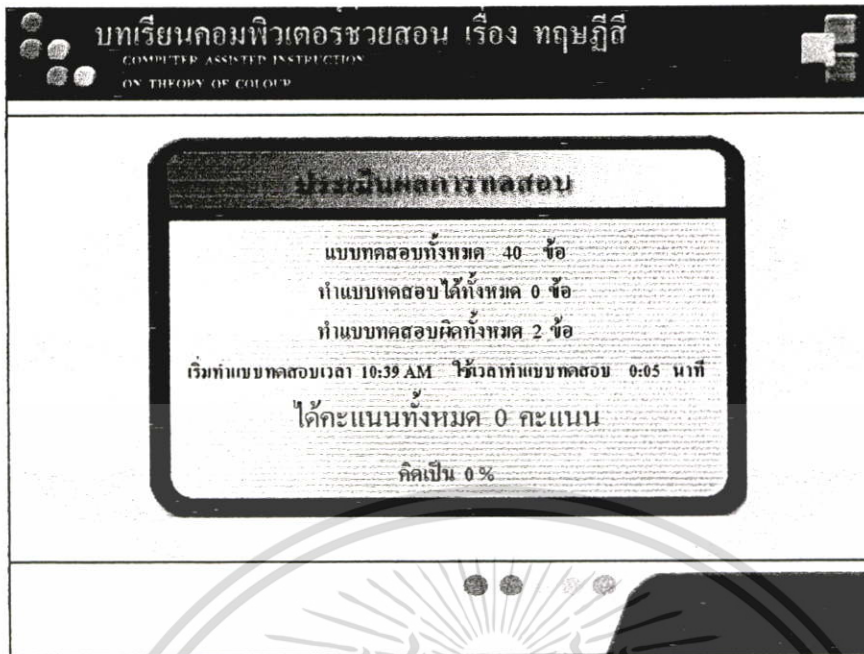 บทเรียนคอมพิวเตอร์ช่วยสอน เรื่อง ทฤษฎีสี
COMPUTER ASSISTED INSTRUCTION
ON THEORY OF COLOUR
ประเมินผลการทดสอบ
แบบทดสอบทั้งหมด 40 ข้อ
ทำแบบทดสอบได้ทั้งหมด 0 ข้อ
ทำแบบทดสอบผิดทั้งหมด 2 ข้อ
เริ่มทำแบบทดสอบเวลา 10:39 AM ใช้เวลาทำแบบทดสอบ 0:05 นาที
ได้คะแนนทั้งหมด 0 คะแนน
คิดเป็น 0 %